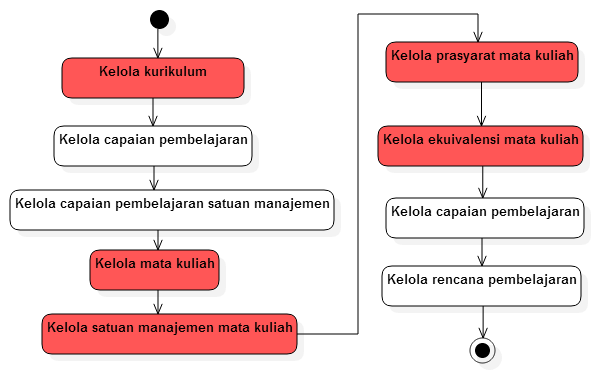 Kelola kurikulum
Kelola capaian pembelajaran
Kelola capaian pembelajaran satuan manajemen
Kelola mata kuliah
Kelola satuan manajemen mata kuliah
Kelola prasyarat mata kuliah
Kelola ekuivalensi mata kuliah
Kelola capaian pembelajaran
Kelola rencana pembelajaran